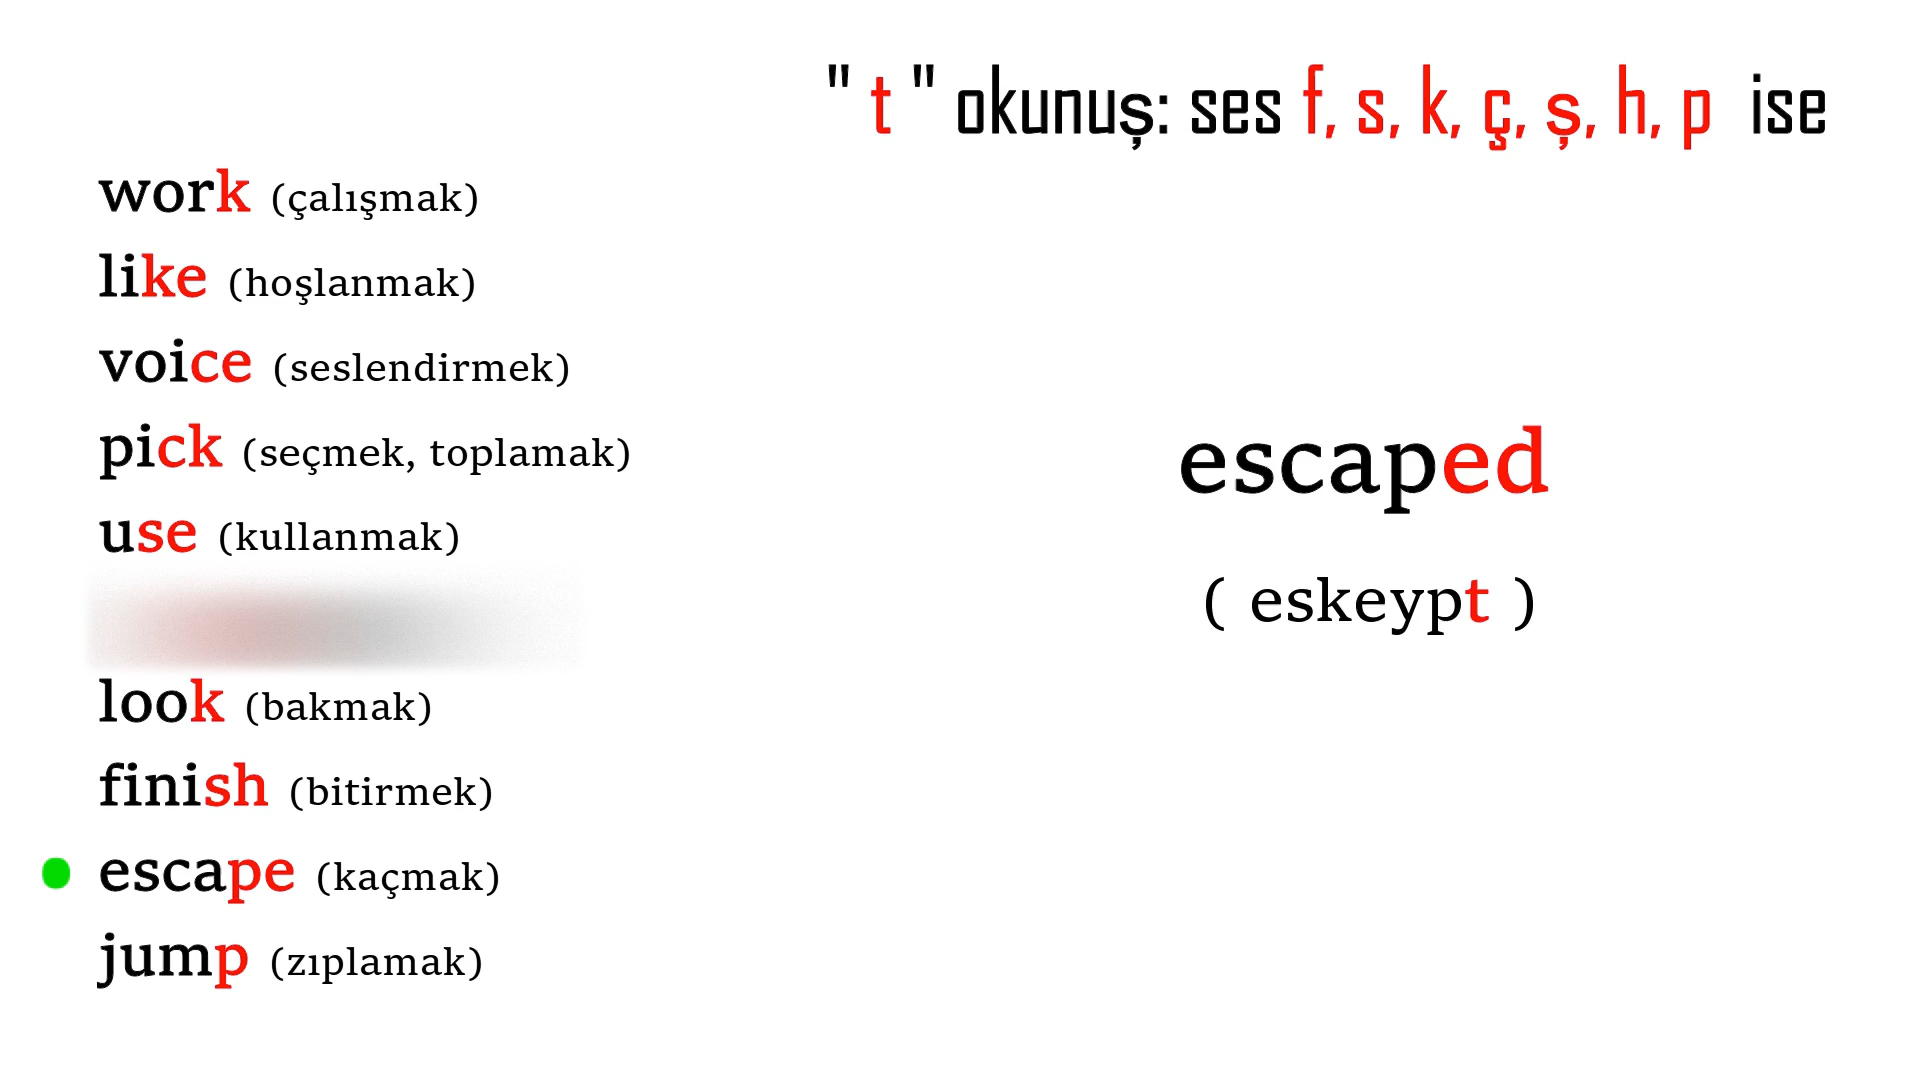 " t " okunuş: ses f, s, k, ç, ş, h, p ise
work (çalışmak)
like (hoşlanmak)
voice (seslendirmek)
pick (seçmek, toplamak)
use (kullanmak)
look (bakmak)
finish (bitirmek)
escape (kaçmak)
jump (zıplamak)
escaped
( eskeypt )